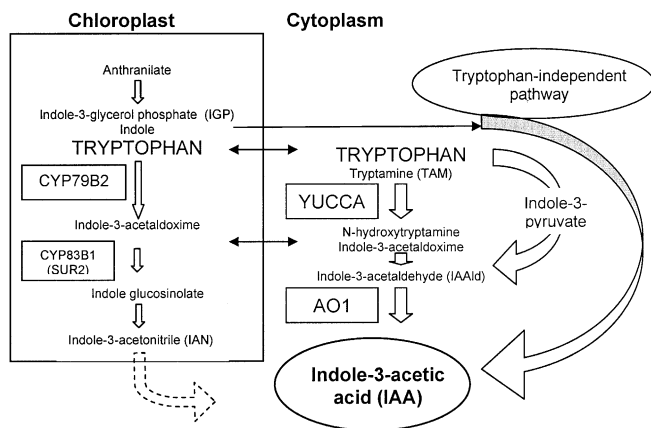 Chloroplast
Cytoplasm
Anthranilate
Indole-3-glycerol phosphate (IGP)
Indole
TRYPTOPHAN
CYP79B2
Indole-3-acetaldoxime
CYP83B1
(SUR2)
Indole glucosinolate
Indole-3-acetonitrile (IAN)
TRYPTOPHAN
Tryptamine (TAM)
YUCCA
N-hydroxytryptamine
Indole-3-acetaldoxime
Indole-3-acetaldehyde (IAAld)
AO1
Indole-3-acetic
acid (IAA)
Tryptophan-independent
pathway
Indole-3-
pyruvate